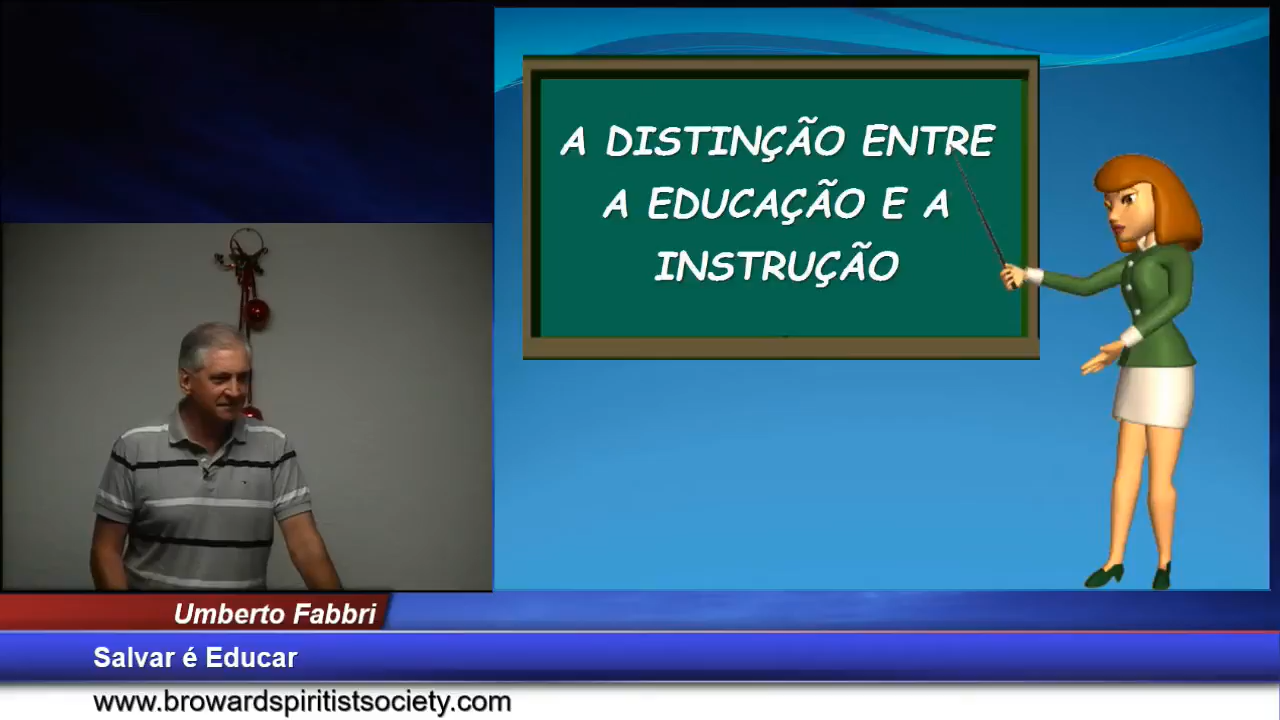 A DISTINÇÃO ENTRE
A EDUCAÇÃO E A
INSTRUÇÃO
Umberto Fabbri
Salvar é Educar
www.browardspiritistsociety.com